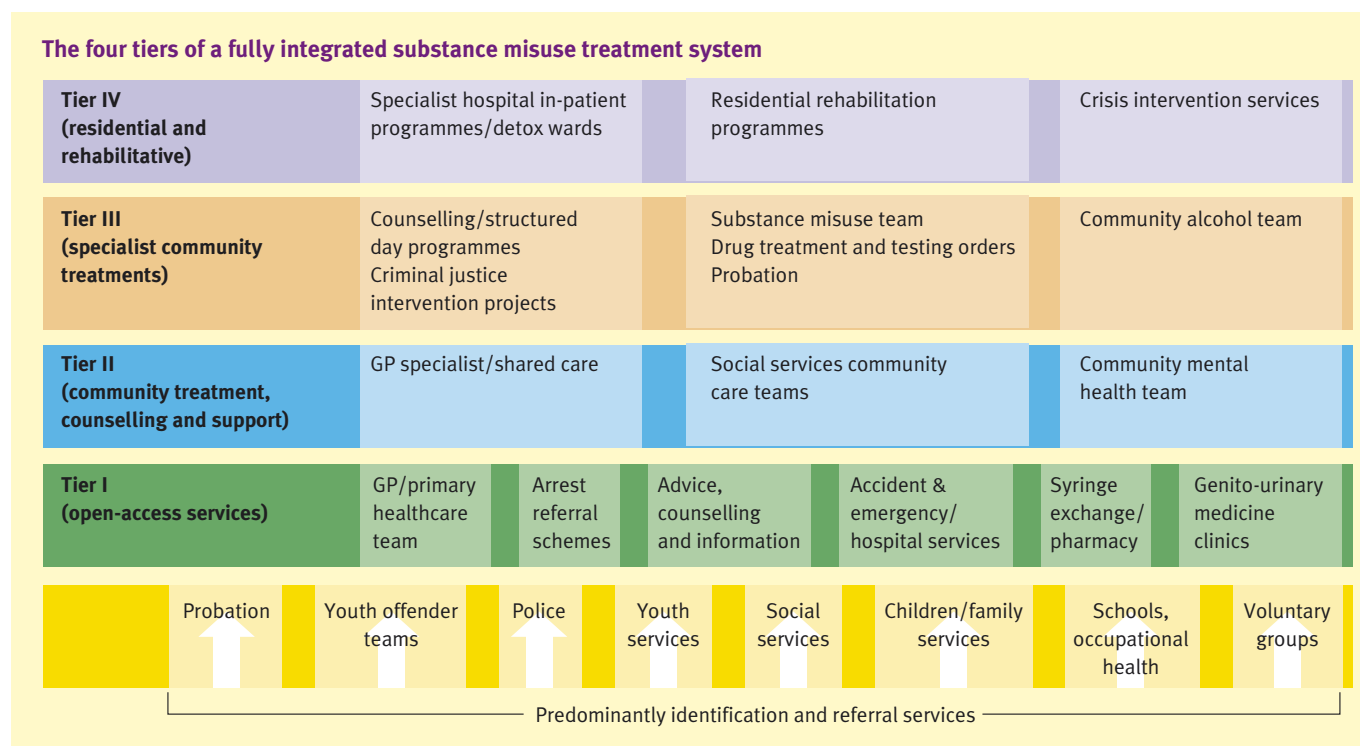 The four tiers of a fully integrated substance misuse treatment system
Tier IV
(residential and
rehabilitative)
Specialist hospital in-patient
programmes/detox wards
Residential rehabilitation
programmes
Crisis intervention services
Tier III
(specialist community
treatments)
Counselling/structured
day programmes
Criminal justice
intervention projects
Substance misuse team
Drug treatment and testing orders
Probation
Community alcohol team
Tier II
(community treatment,
counselling and support)
GP specialist/shared care
Social services community
care teams
Community mental
health team
Tier I
(open-access services)
GP/primary
healthcare
team
Arrest
referral
schemes
Advice,
counselling
and information
Accident &
emergency/
hospital services
Syringe
exchange/
pharmacy
Genito-urinary
medicine
clinics
Probation
Youth offender
teams
Police
Youth
services
Social
services
Children/family
services
Schools,
occupational
health
Voluntary
groups
Predominantly identification and referral services